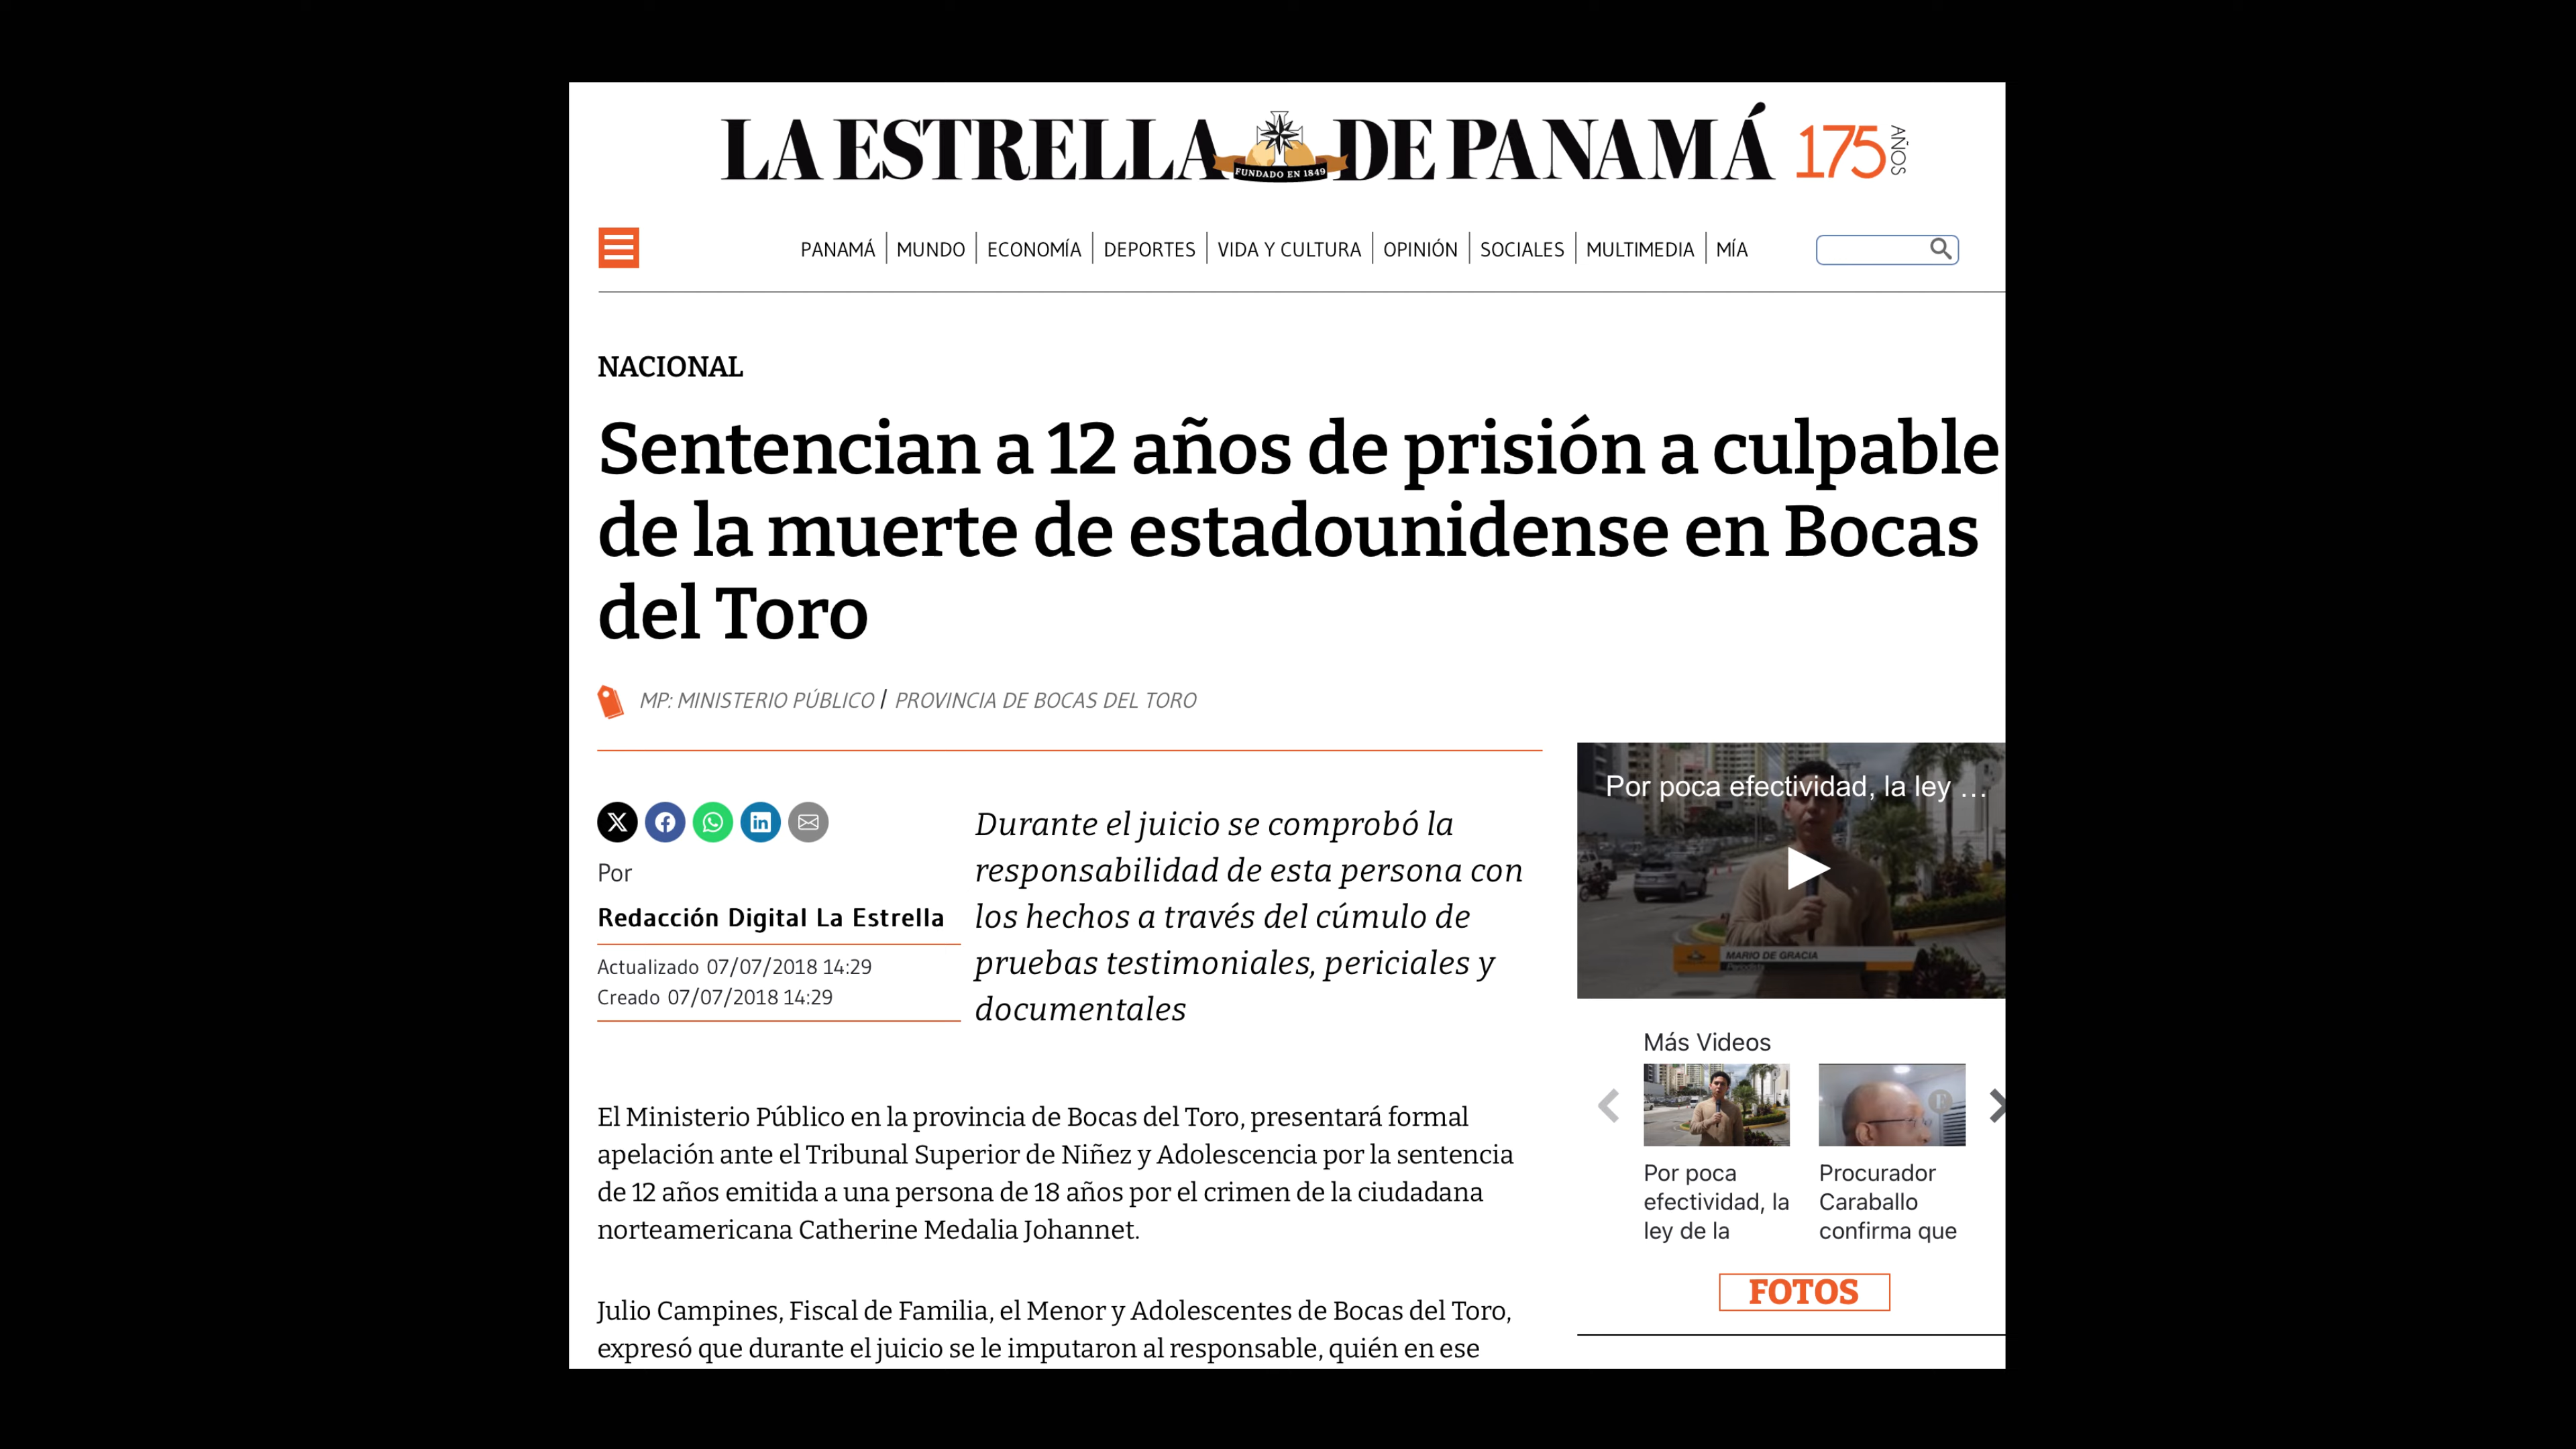 LA ESTRELLA DE PANAMÁ
FUNDADO EN 1849
175 AÑOS
PANAMÁ | MUNDO | ECONOMÍA | DEPORTES | VIDA Y CULTURA | OPINIÓN | SOCIALES | MULTIMEDIA | MÍA
NACIONAL
Sentencian a 12 años de prisión a culpable
de la muerte de estadounidense en Bocas
del Toro
MP: MINISTERIO PÚBLICO / PROVINCIA DE BOCAS DEL TORO
Por
Redacción Digital La Estrella
Actualizado 07/07/2018 14:29
Creado 07/07/2018 14:29
Durante el juicio se comprobó la
responsabilidad de esta persona con
los hechos a través del cúmulo de
pruebas testimoniales, periciales y
documentales
El Ministerio Público en la provincia de Bocas del Toro, presentará formal
apelación ante el Tribunal Superior de Niñez y Adolescencia por la sentencia
de 12 años emitida a una persona de 18 años por el crimen de la ciudadana
norteamericana Catherine Medalia Johannet.
Julio Campines, Fiscal de Familia, el Menor y Adolescentes de Bocas del Toro,
expresó que durante el juicio se le imputaron al responsable, quién en ese
Por poca efectividad, la ley ...
MARIO DE GRACIA
Periodista
Más Videos
Por poca
efectividad, la
ley de la
Procurador
Caraballo
confirma que
FOTOS